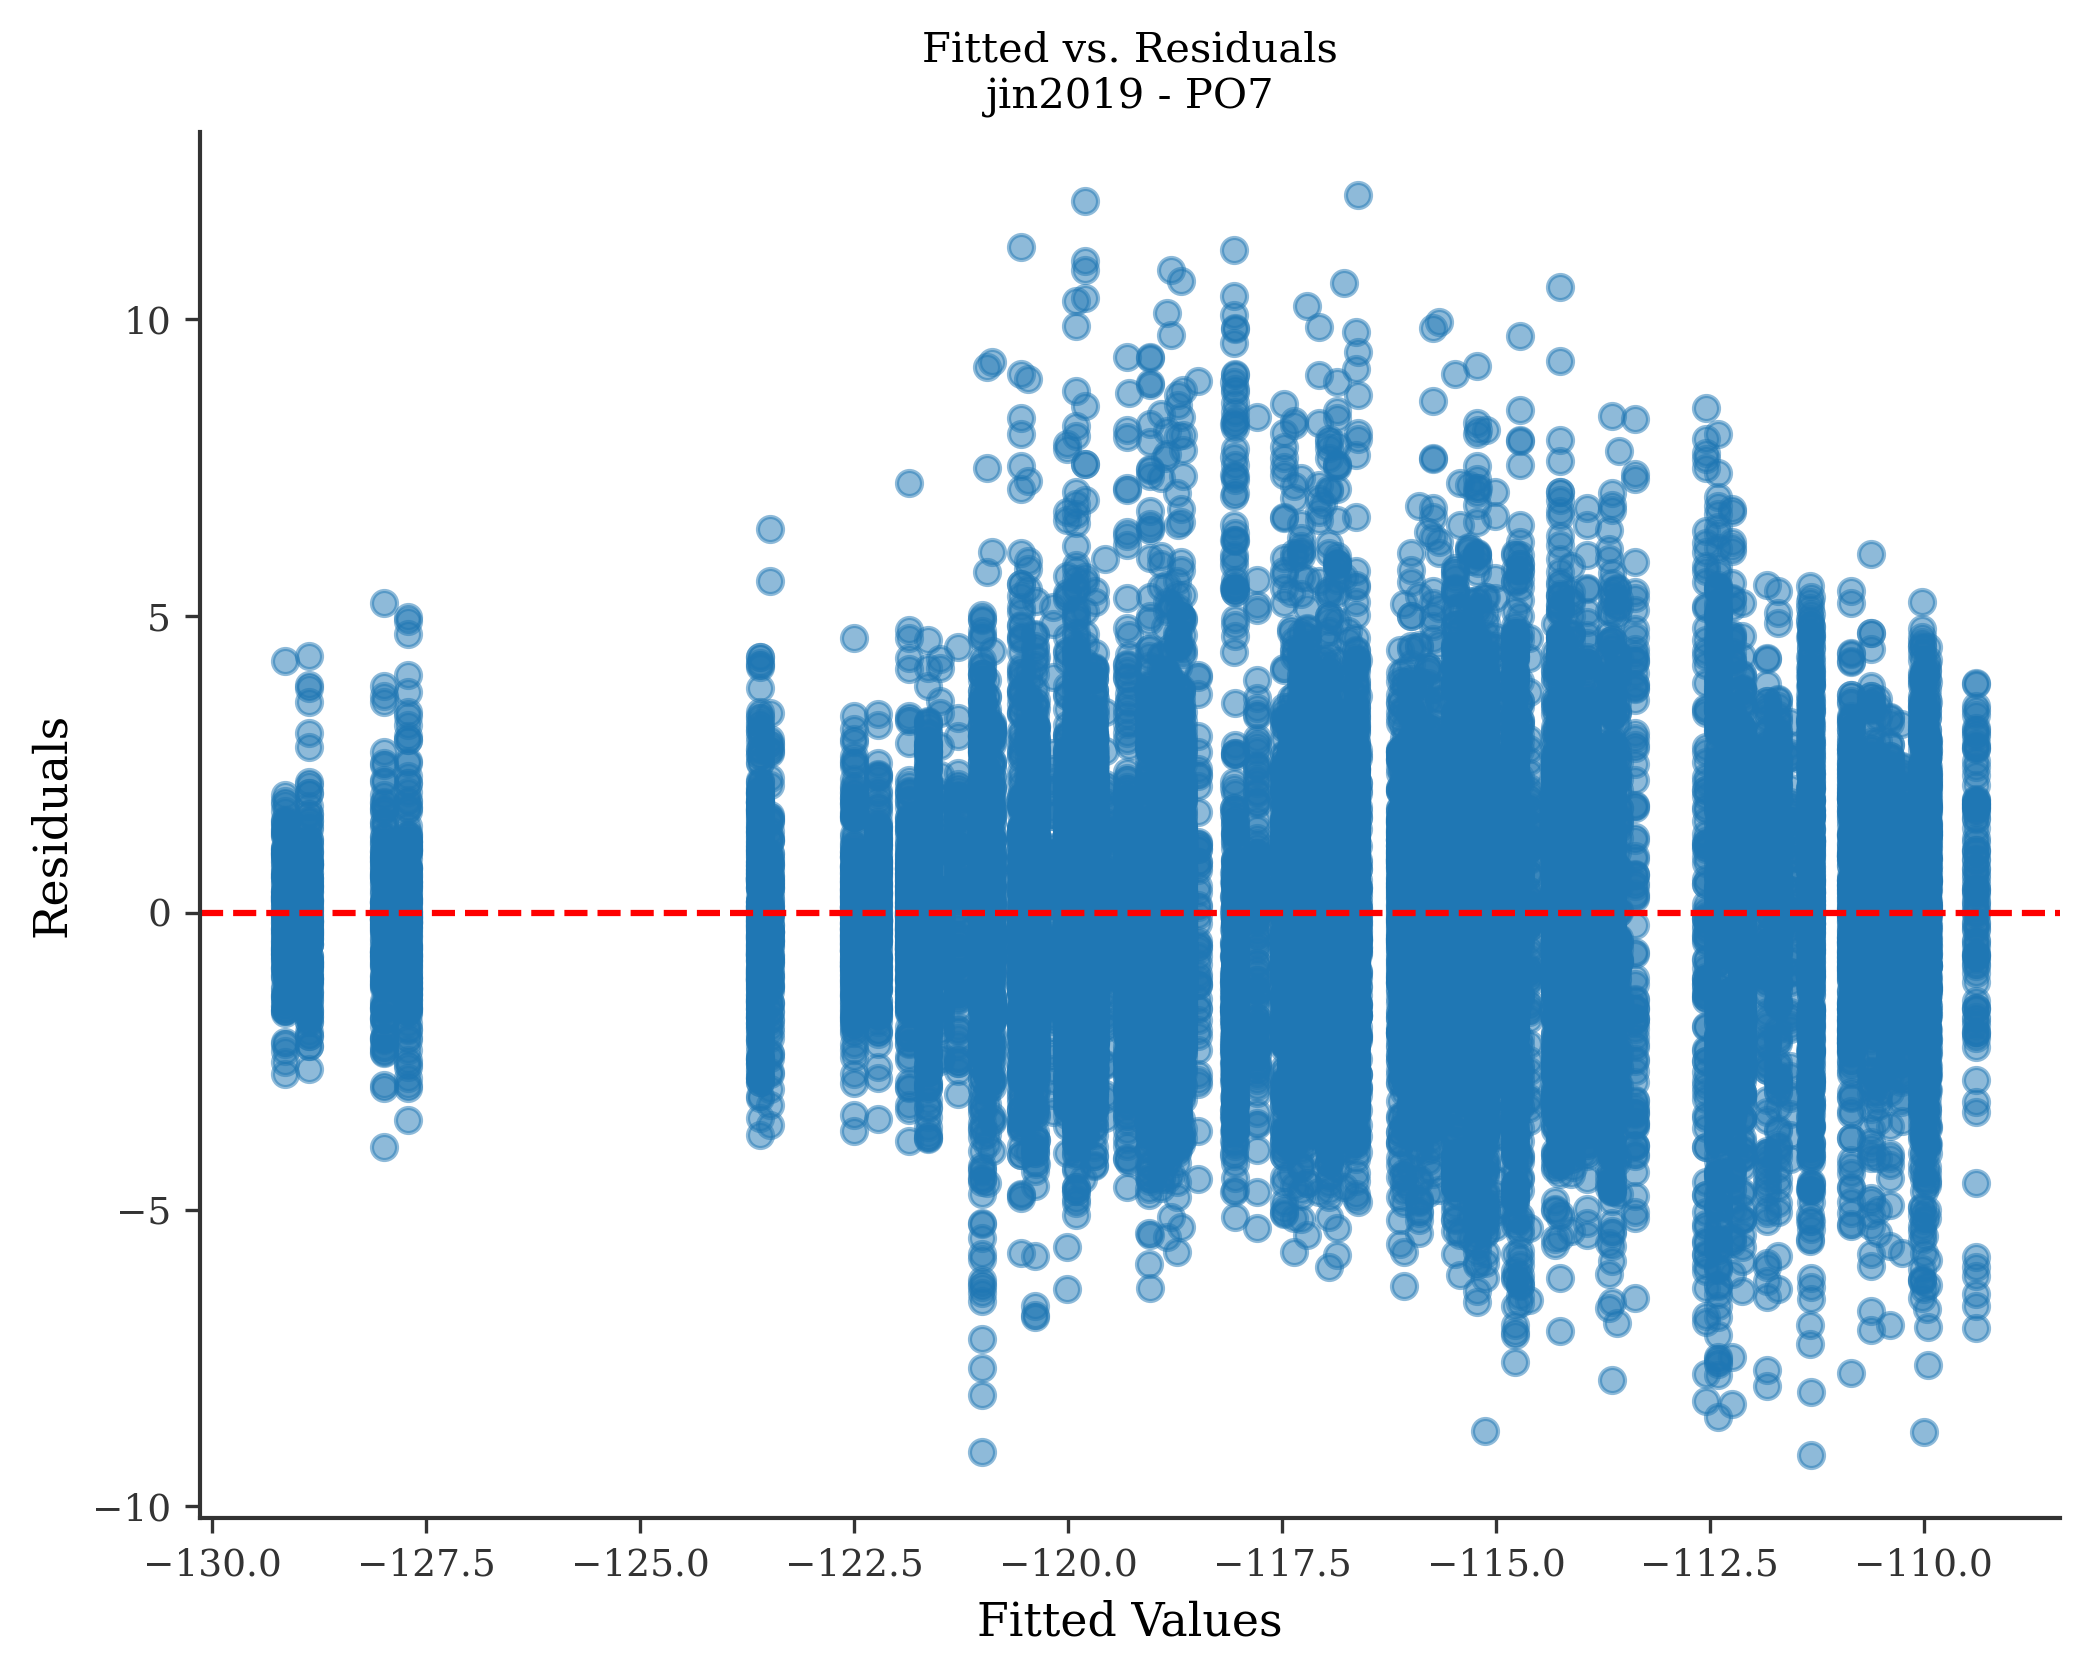 Fitted vs. Residuals
jin2019 - PO7
Residuals
10
5
0
−5
−10
−130.0 −127.5 −125.0 −122.5 −120.0 −117.5 −115.0 −112.5 −110.0
Fitted Values